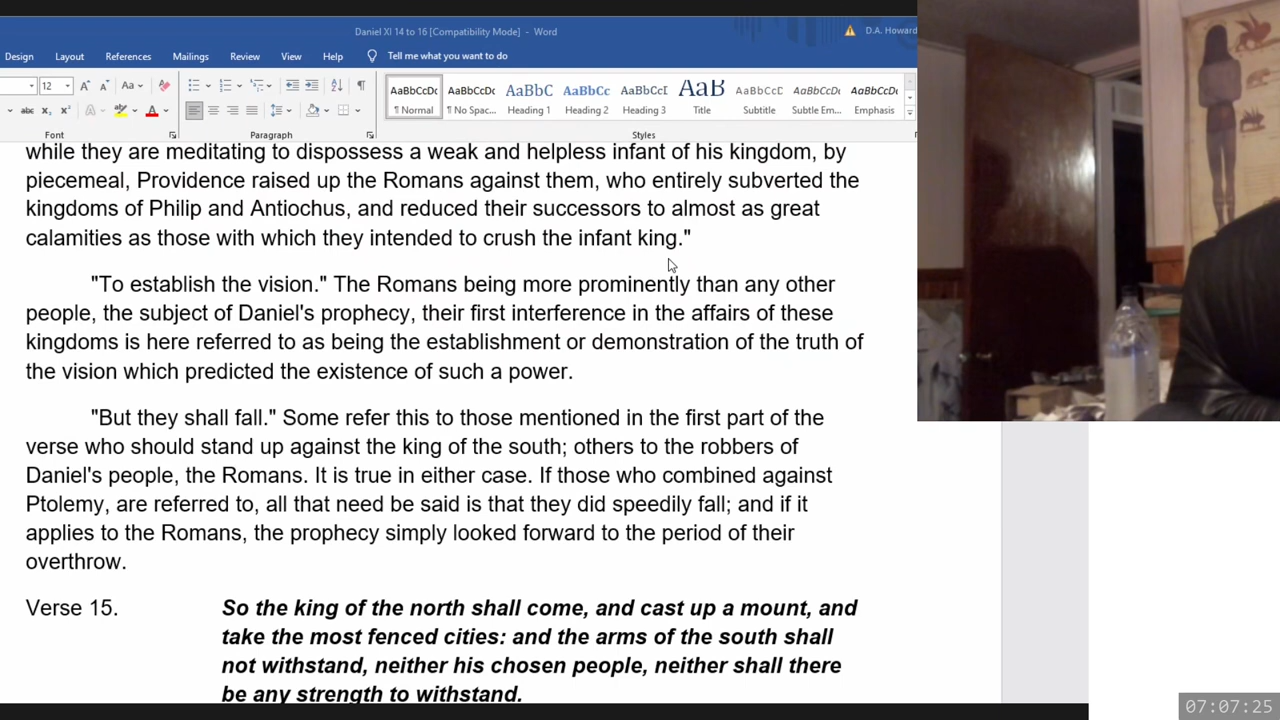 Daniel XI 14 to 16 [Compatibility Mode] - Word
D.A. Howard
Design Layout References Mailings Review View Help Tell me what you want to do
12 Aa
AaBbCcDc AaBbCcDc AaBbC AaBbCc AaBbCcD AaB AaBbCcD AaBbCcDc AaBbCcDc
abc x₂ x² A A
¶ Normal ¶ No Spac... Heading 1 Heading 2 Heading 3 Title Subtitle Subtle Em... Emphasis
Font Paragraph Styles
while they are meditating to dispossess a weak and helpless infant of his kingdom, by
piecemeal, Providence raised up the Romans against them, who entirely subverted the
kingdoms of Philip and Antiochus, and reduced their successors to almost as great
calamities as those with which they intended to crush the infant king."
"To establish the vision." The Romans being more prominently than any other
people, the subject of Daniel's prophecy, their first interference in the affairs of these
kingdoms is here referred to as being the establishment or demonstration of the truth of
the vision which predicted the existence of such a power.
"But they shall fall." Some refer this to those mentioned in the first part of the
verse who should stand up against the king of the south; others to the robbers of
Daniel's people, the Romans. It is true in either case. If those who combined against
Ptolemy, are referred to, all that need be said is that they did speedily fall; and if it
applies to the Romans, the prophecy simply looked forward to the period of their
overthrow.
Verse 15. So the king of the north shall come, and cast up a mount, and
take the most fenced cities: and the arms of the south shall
not withstand, neither his chosen people, neither shall there
be any strength to withstand.
07:07:25